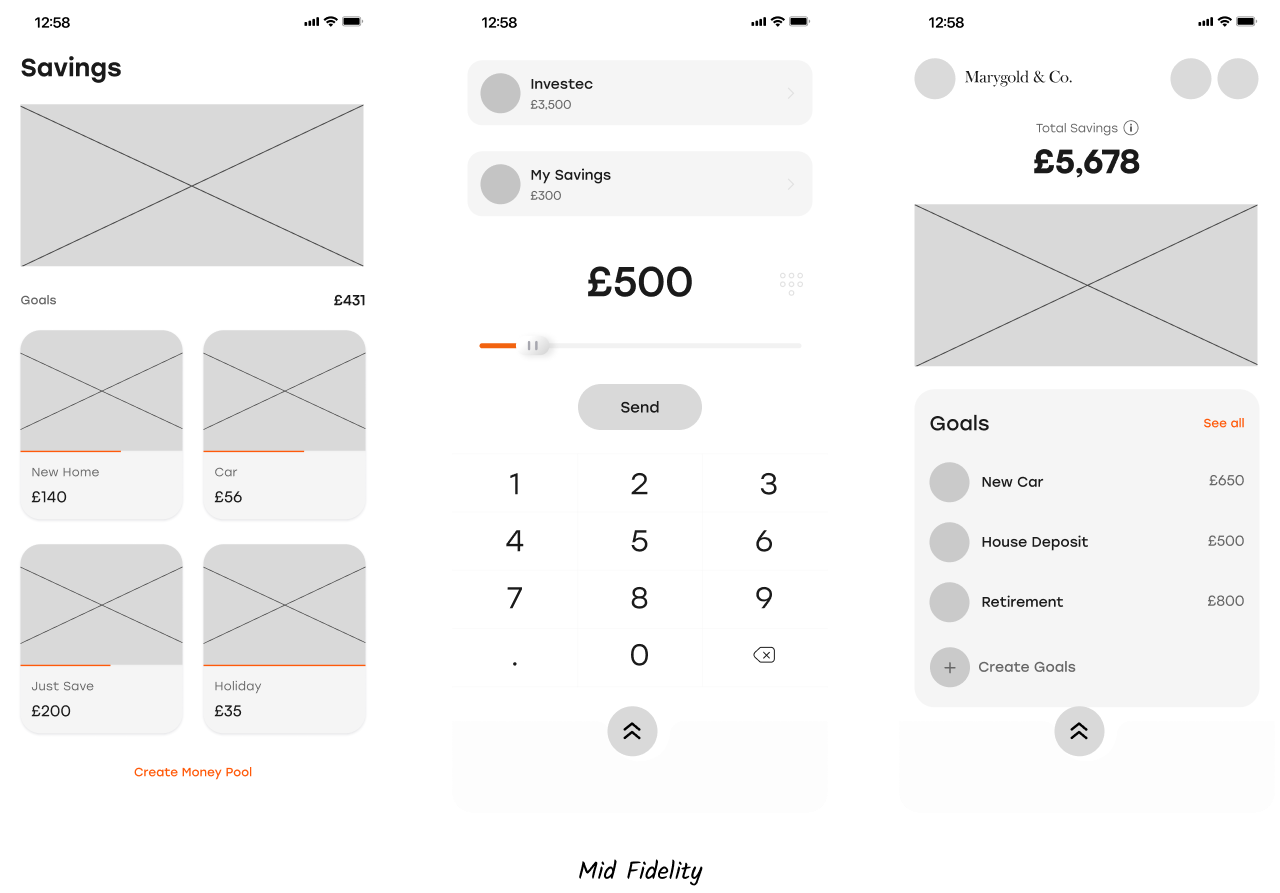 12:58
Savings
Goals £431
New Home
£140
Car
£56
Just Save
£200
Holiday
£35
Create Money Pool
12:58
Investec
£3,500
My Savings
£300
£500
Send
1 2 3
4 5 6
7 8 9
. 0
12:58
Marygold & Co.
Total Savings i
£5,678
Goals See all
New Car £650
House Deposit £500
Retirement £800
+ Create Goals
Mid Fidelity